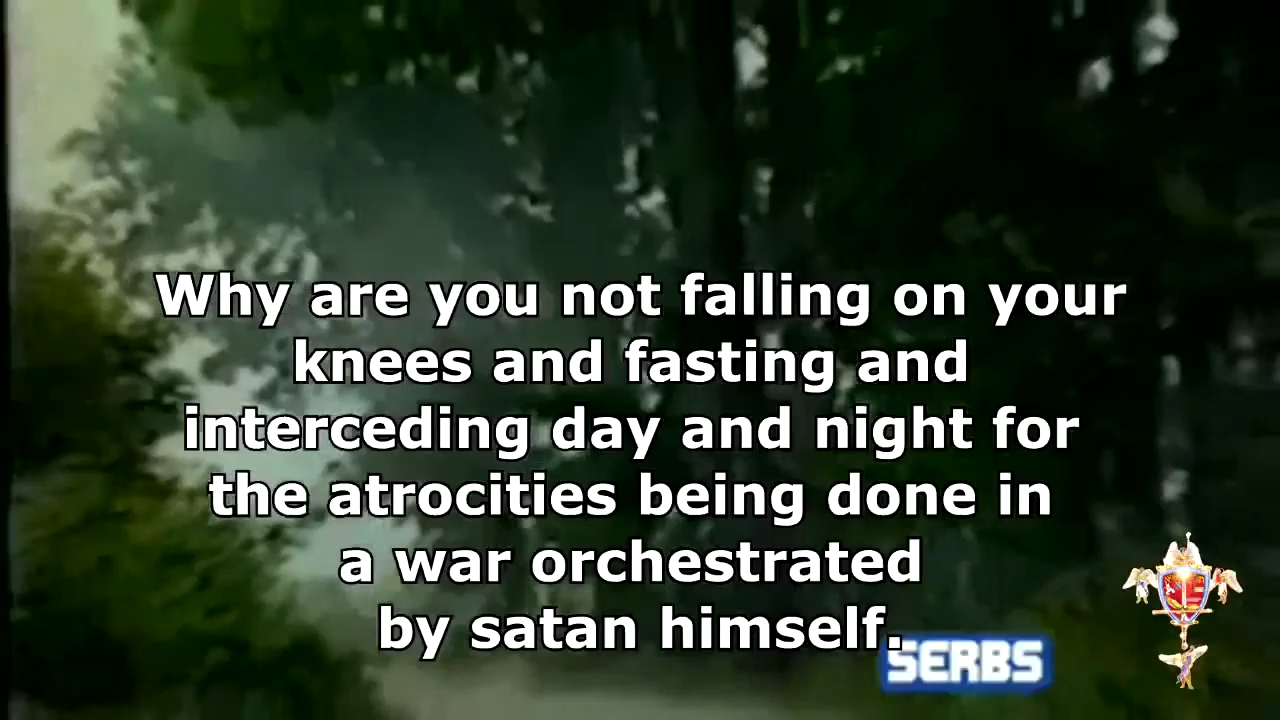 Why are you not falling on your
knees and fasting and
interceding day and night for
the atrocities being done in
a war orchestrated
by satan himself.
SERBS